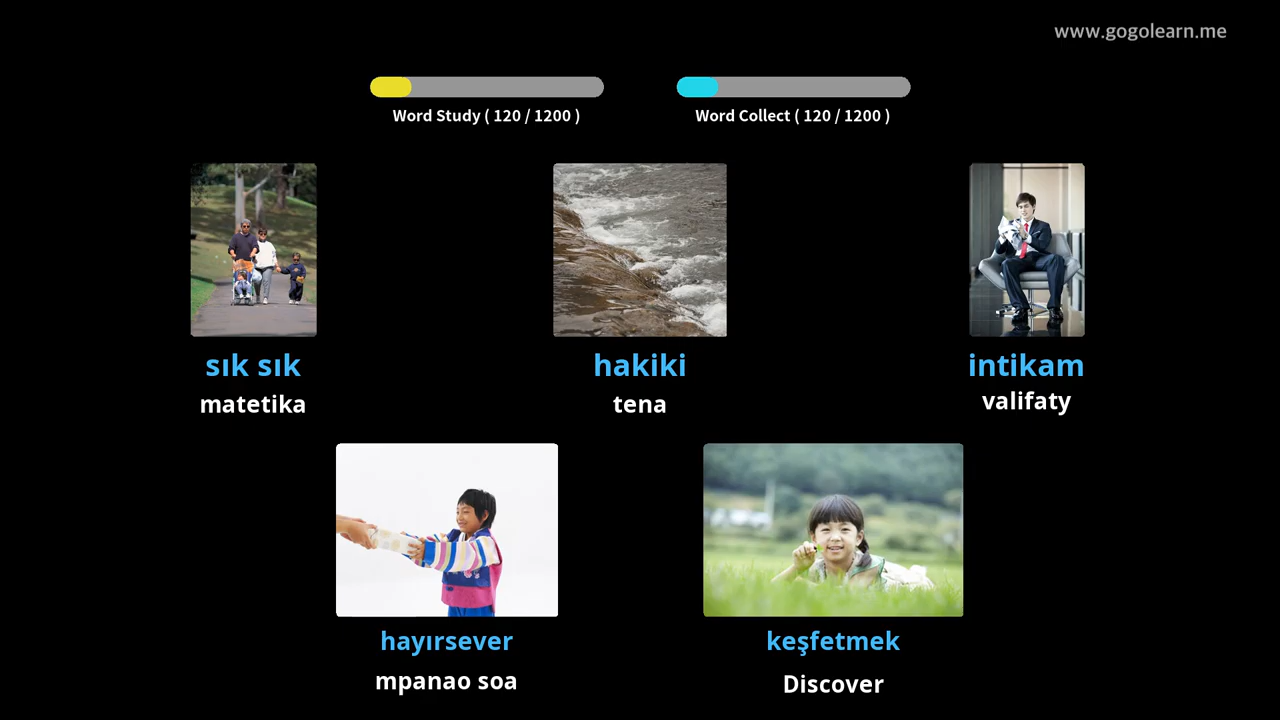 www.gogolearn.me
Word Study ( 120 / 1200 )
Word Collect ( 120 / 1200 )
sık sık
matetika
hakiki
tena
intikam
valifaty
hayırsever
mpanao soa
keşfetmek
Discover